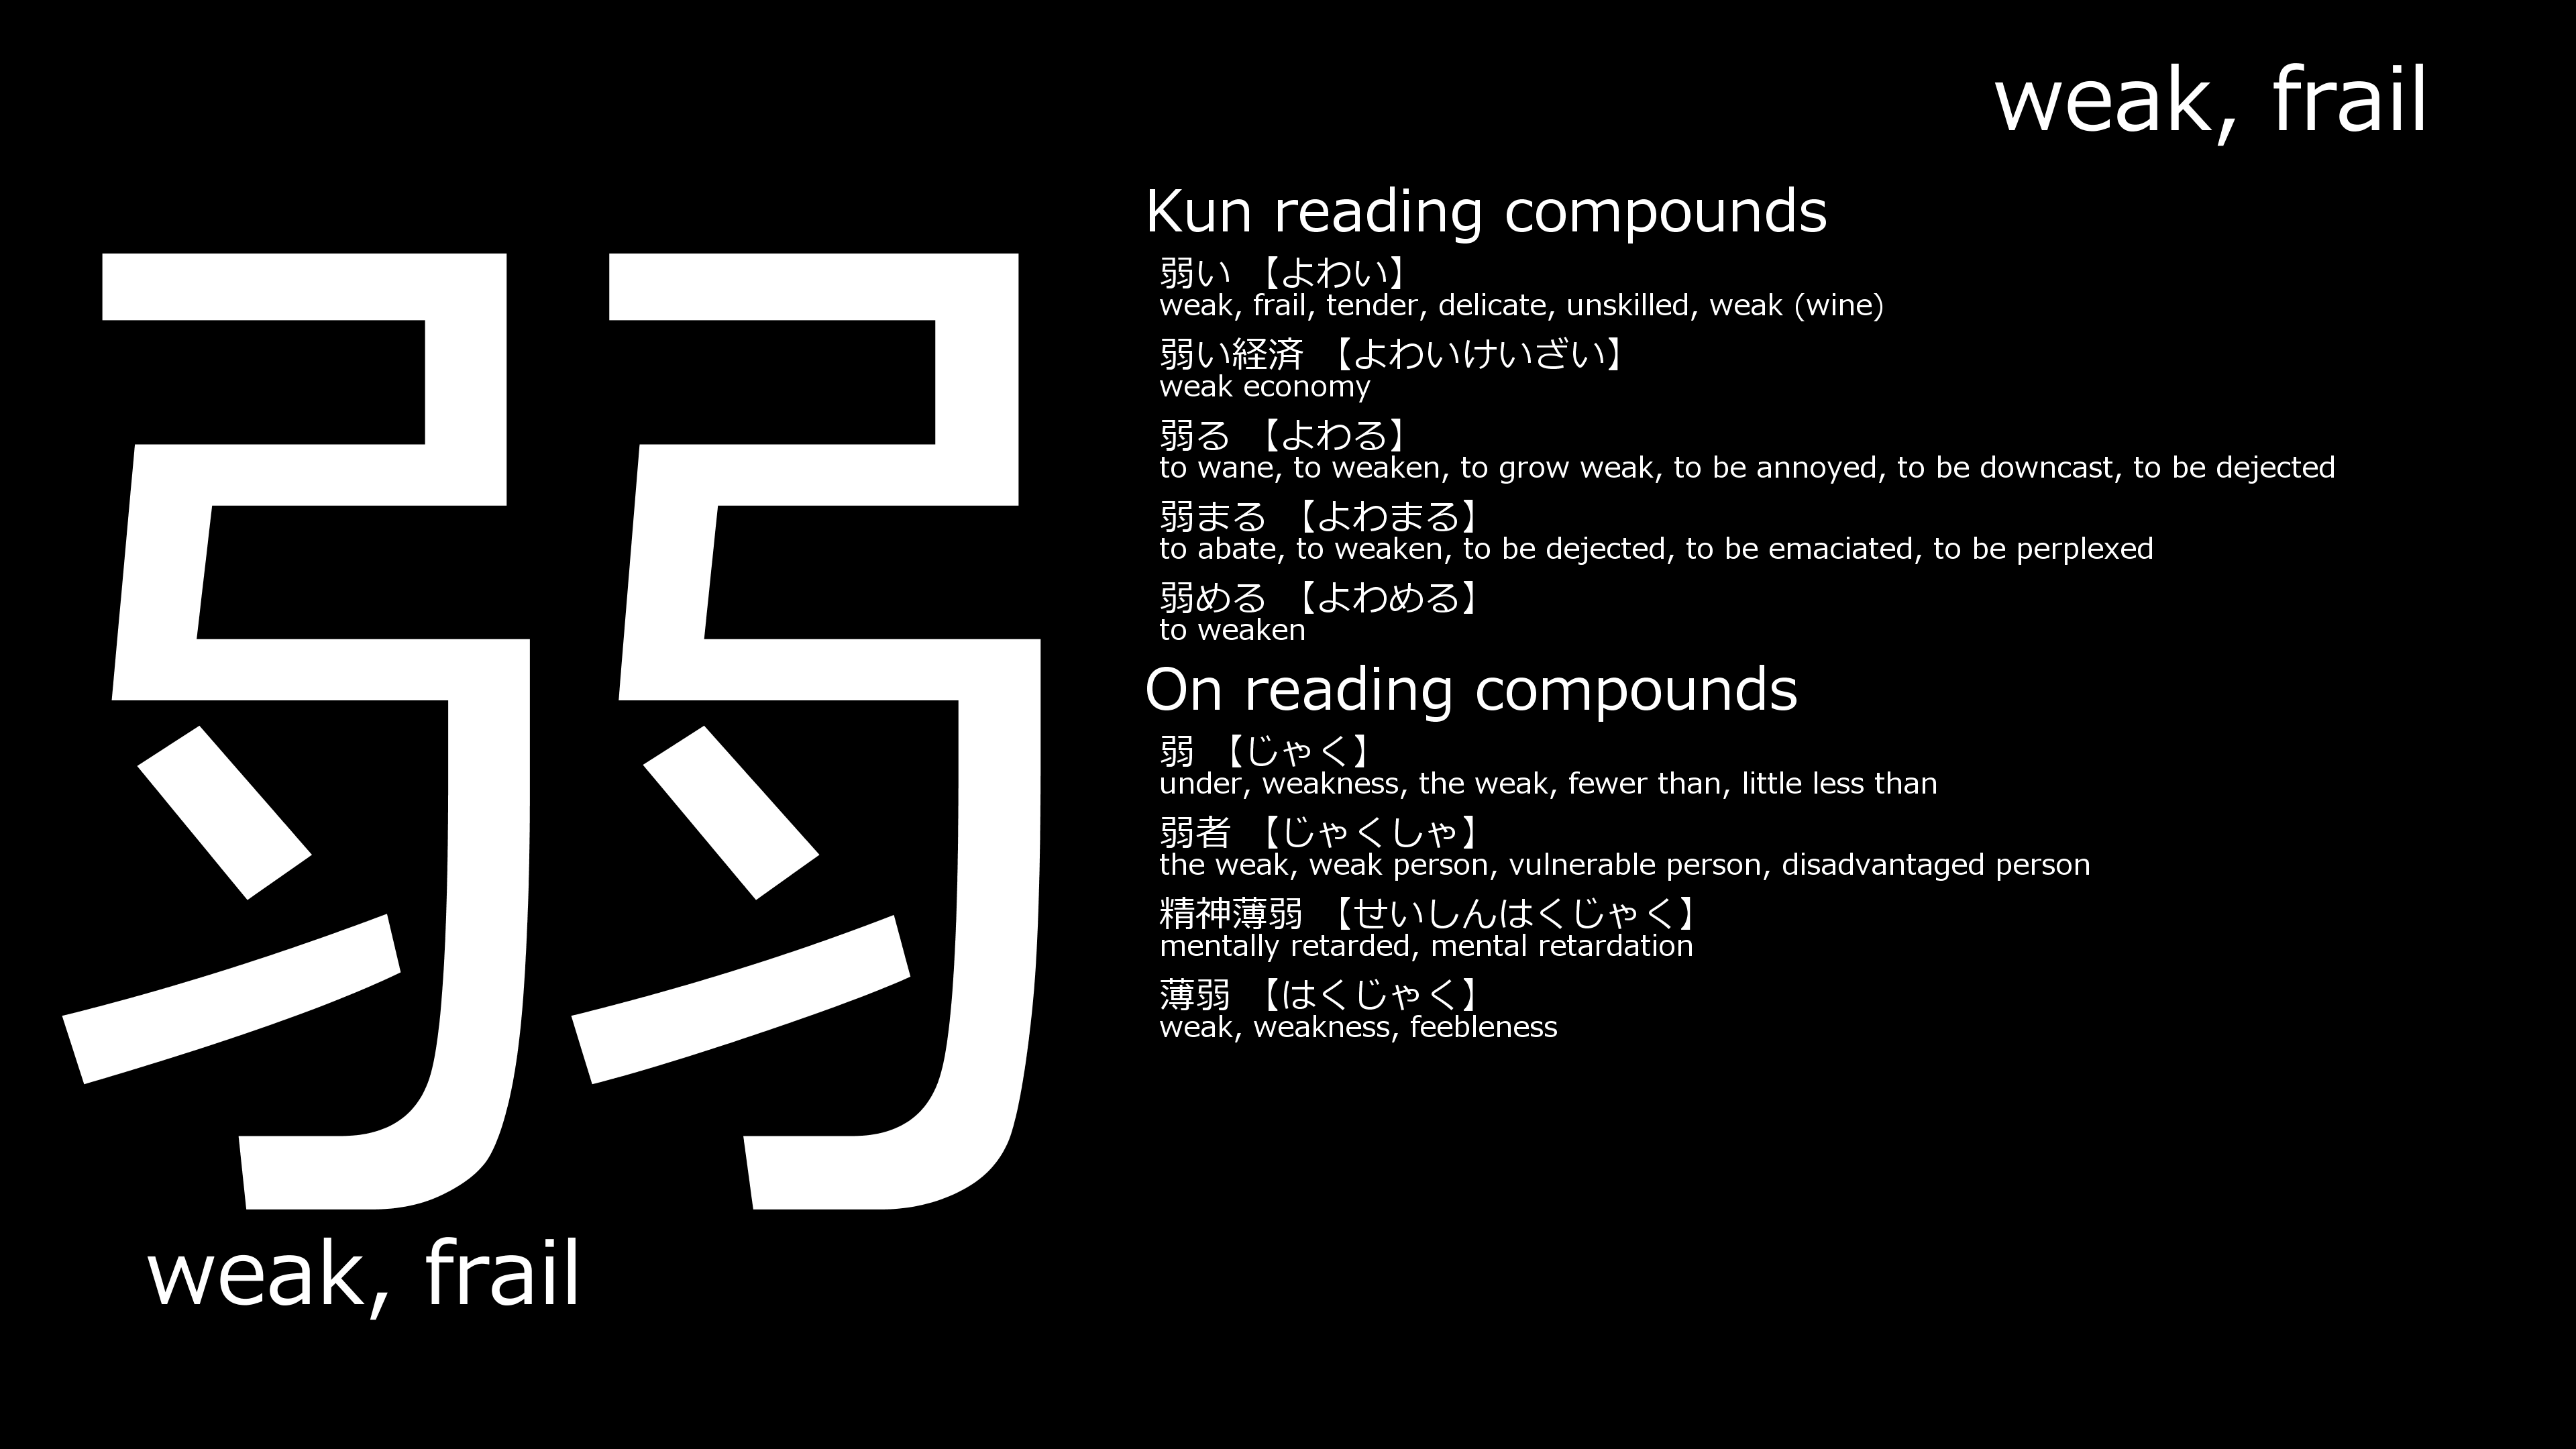 weak, frail
弱
weak, frail
Kun reading compounds
弱い 【よわい】
weak, frail, tender, delicate, unskilled, weak (wine)
弱い経済 【よわいけいざい】
weak economy
弱る 【よわる】
to wane, to weaken, to grow weak, to be annoyed, to be downcast, to be dejected
弱まる 【よわまる】
to abate, to weaken, to be dejected, to be emaciated, to be perplexed
弱める 【よわめる】
to weaken
On reading compounds
弱 【じゃく】
under, weakness, the weak, fewer than, little less than
弱者 【じゃくしゃ】
the weak, weak person, vulnerable person, disadvantaged person
精神薄弱 【せいしんはくじゃく】
mentally retarded, mental retardation
薄弱 【はくじゃく】
weak, weakness, feebleness